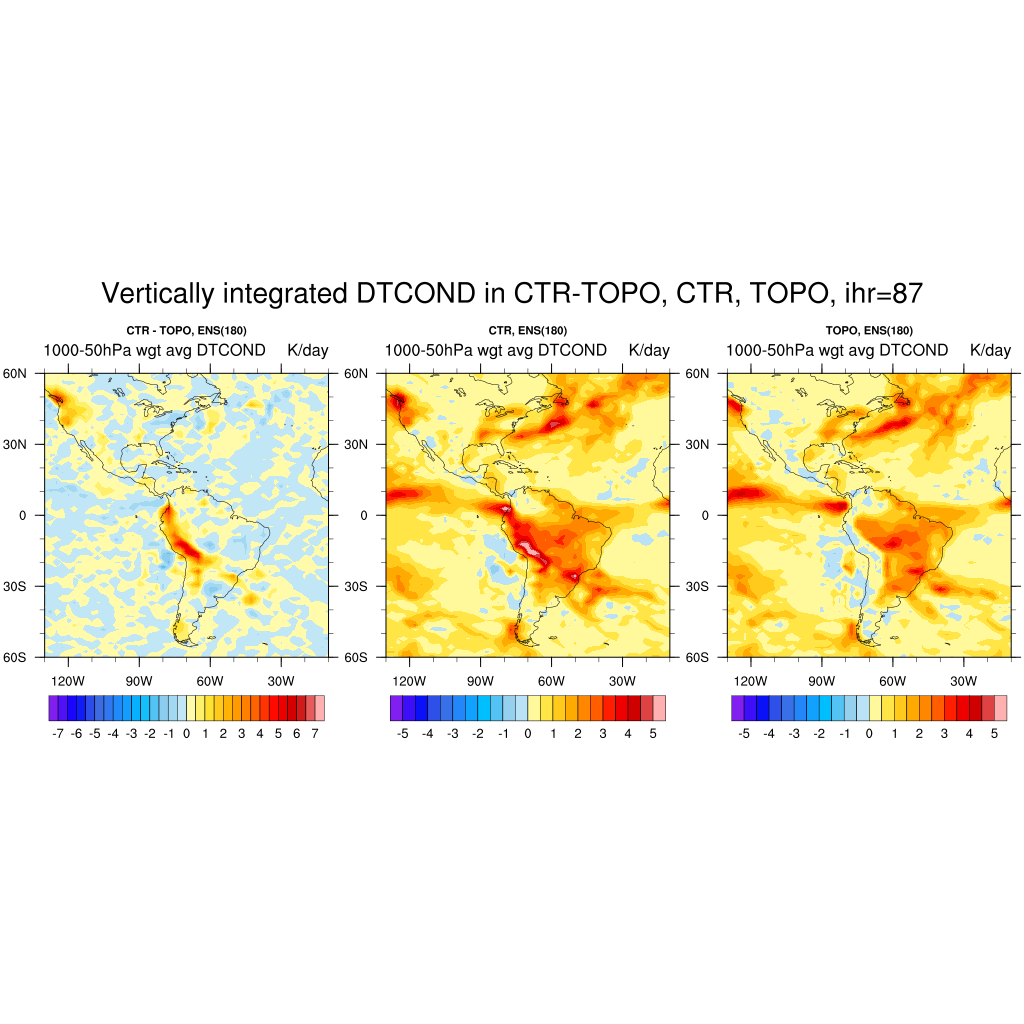 Vertically integrated DTCOND in CTR-TOPO, CTR, TOPO, ihr=87
CTR - TOPO, ENS(180)
1000-50hPa wgt avg DTCOND K/day
60N
30N
0
30S
60S
120W 90W 60W 30W
-7 -6 -5 -4 -3 -2 -1 0 1 2 3 4 5 6 7
CTR, ENS(180)
1000-50hPa wgt avg DTCOND K/day
60N
30N
0
30S
60S
120W 90W 60W 30W
-5 -4 -3 -2 -1 0 1 2 3 4 5
TOPO, ENS(180)
1000-50hPa wgt avg DTCOND K/day
60N
30N
0
30S
60S
120W 90W 60W 30W
-5 -4 -3 -2 -1 0 1 2 3 4 5